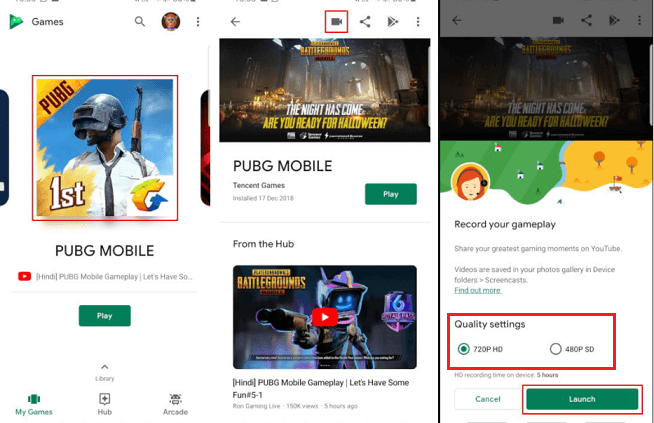 Games
PUBG
1st
PUBG MOBILE
[Hindi] PUBG Mobile Gameplay | Let's Have So...
Play
Library
My Games
Hub
Arcade
PLAYERUNKNOWN'S
BATTLEGROUNDS
MOBILE
THE NIGHT HAS COME.
ARE YOU READY FOR HALLOWEEN?
PUBG MOBILE
Tencent Games
Installed 17 Dec 2018
Play
From the Hub
BATTLEGROUNDS
MOBILE
6
[Hindi] PUBG Mobile Gameplay | Let's Have Some
Fun#5-1
Ron Gaming Live · 150K views · 5 hours ago
BATTLEGROUNDS
THE NIGHT HAS COME.
ARE YOU READY FOR HALLOWEEN?
Record your gameplay
Share your greatest gaming moments on YouTube.
Videos are saved in your photos gallery in Device
folders > Screencasts.
Find out more.
Quality settings
720P HD
480P SD
HD recording time on device: 5 hours
Cancel
Launch